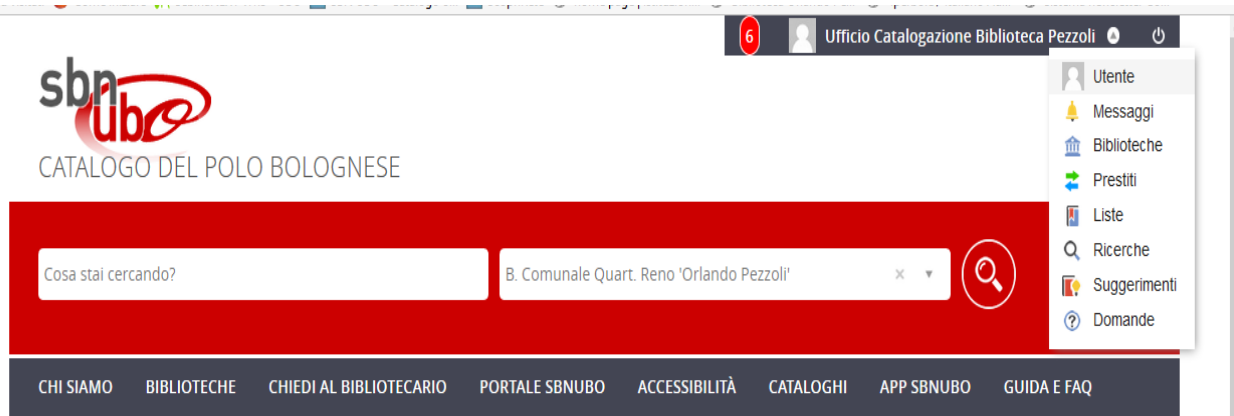 6 Ufficio Catalogazione Biblioteca Pezzoli
Utente
Messaggi
Biblioteche
Prestiti
Liste
Ricerche
Suggerimenti
Domande
sbn
ubo
CATALOGO DEL POLO BOLOGNESE
Cosa stai cercando? B. Comunale Quart. Reno 'Orlando Pezzoli'
CHI SIAMO BIBLIOTECHE CHIEDI AL BIBLIOTECARIO PORTALE SBNUBO ACCESSIBILITÀ CATALOGHI APP SBNUBO GUIDA E FAQ